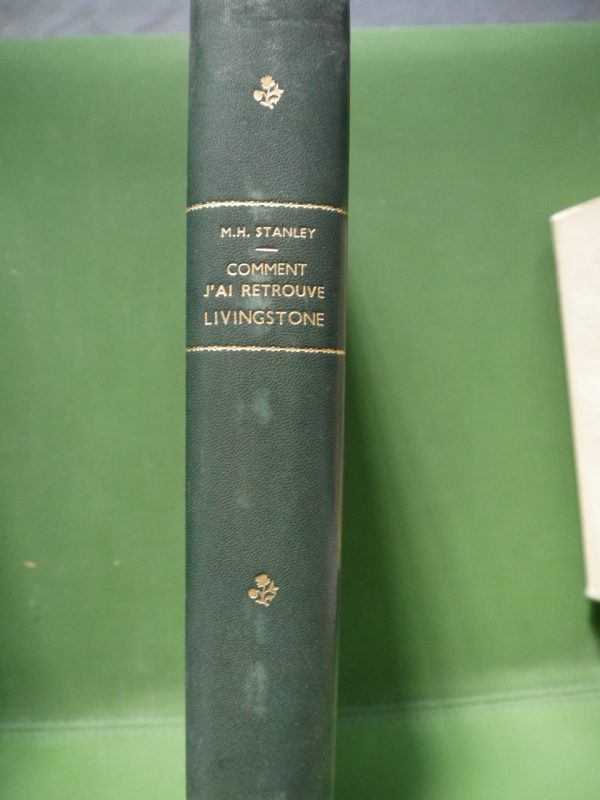 M.H. STANLEY
COMMENT
J'AI RETROUVE
LIVINGSTONE